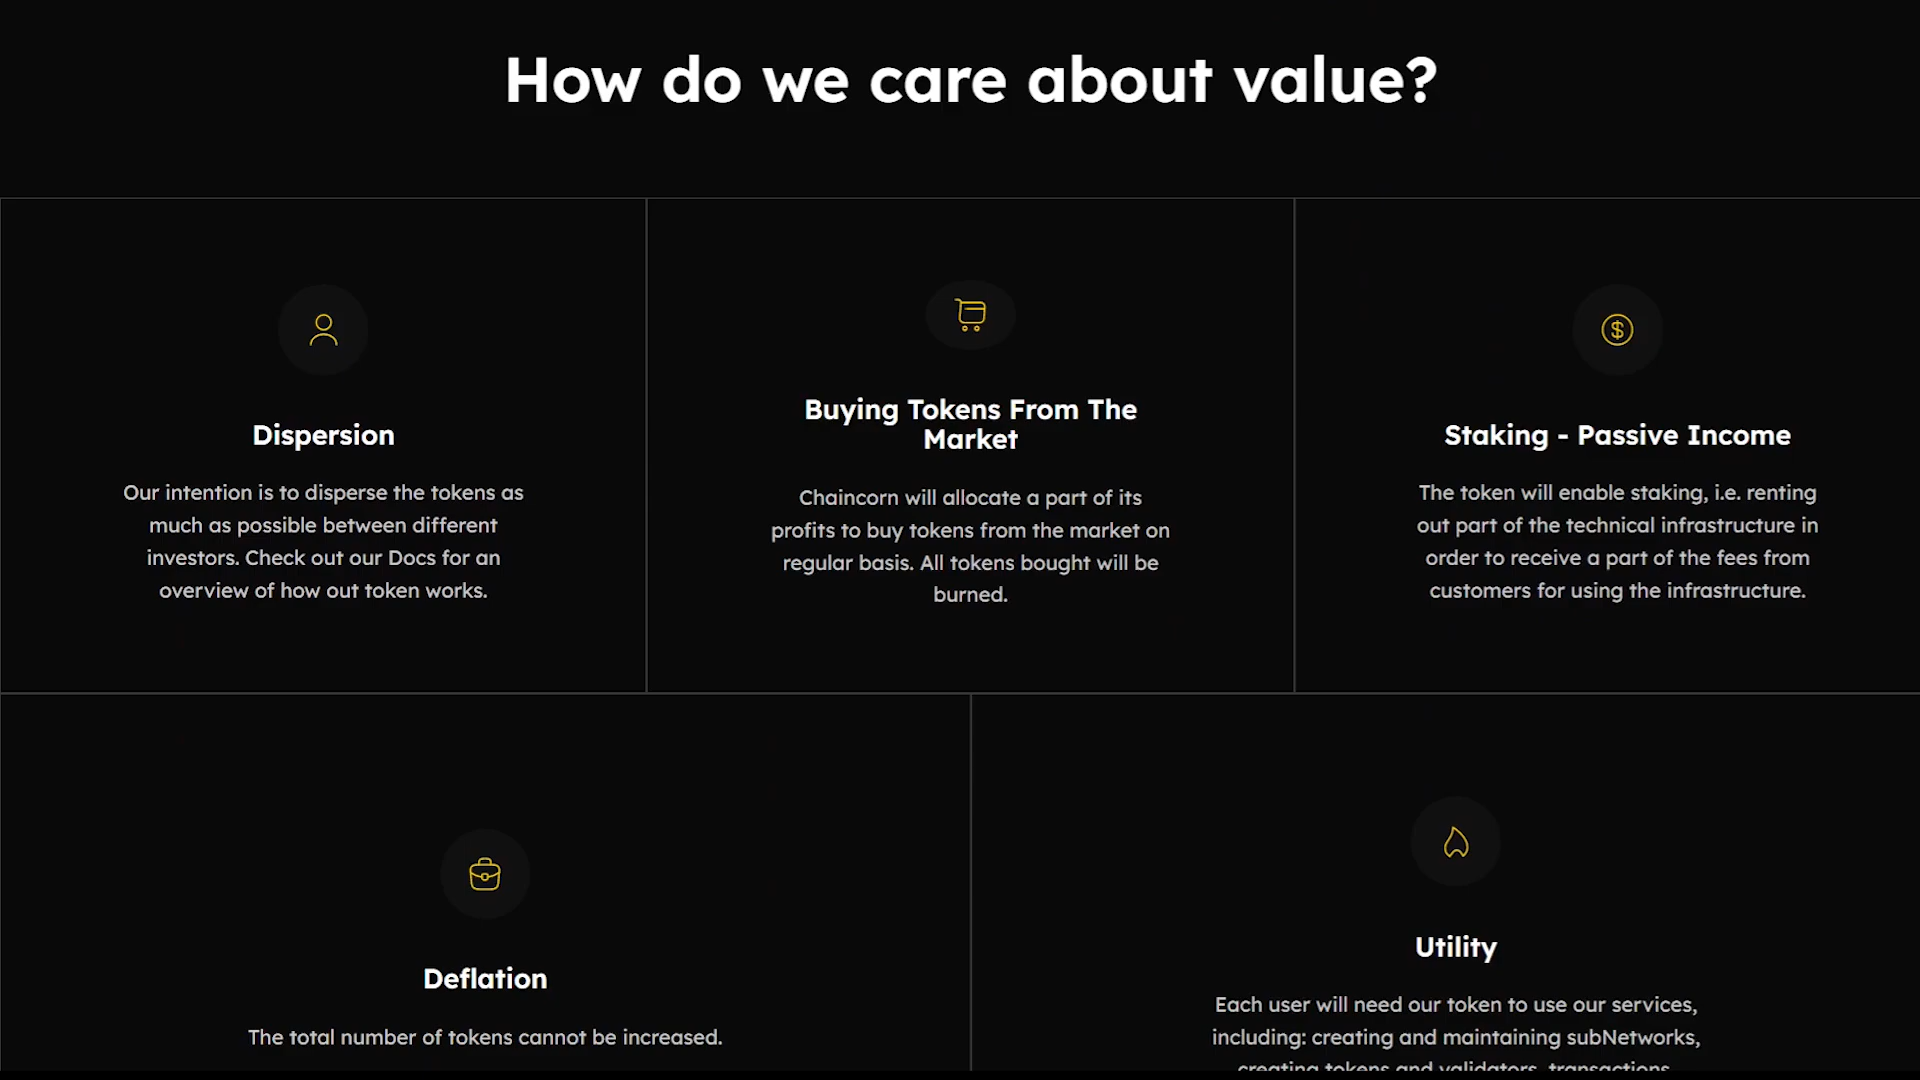 How do we care about value?
Dispersion
Our intention is to disperse the tokens as
much as possible between different
investors. Check out our Docs for an
overview of how out token works.
Buying Tokens From The
Market
Chaincorn will allocate a part of its
profits to buy tokens from the market on
regular basis. All tokens bought will be
burned.
Staking - Passive Income
The token will enable staking, i.e. renting
out part of the technical infrastructure in
order to receive a part of the fees from
customers for using the infrastructure.
Deflation
The total number of tokens cannot be increased.
Utility
Each user will need our token to use our services,
including: creating and maintaining subNetworks,
creating tokens and validators, transactions